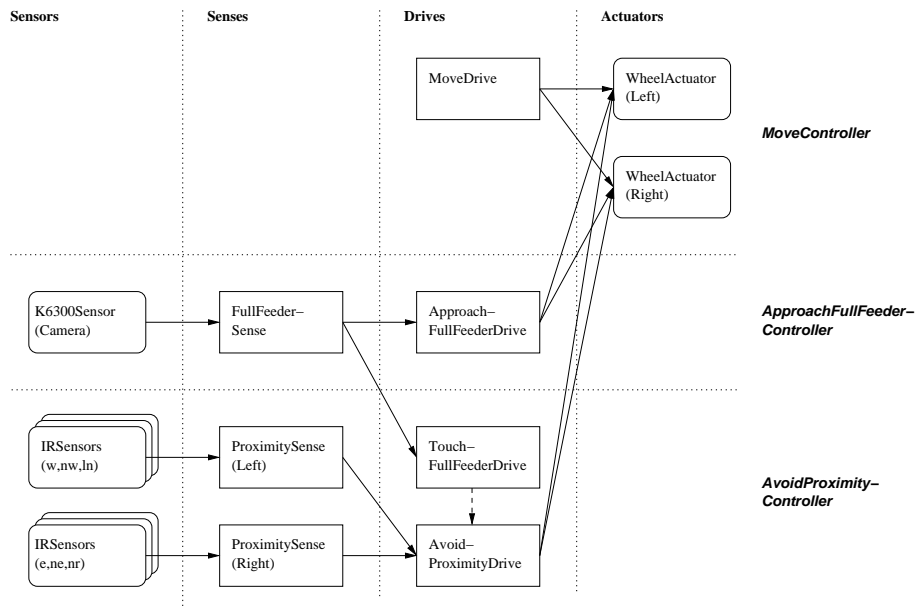 Sensors
Senses
Drives
Actuators
MoveDrive
WheelActuator
(Left)
MoveController
WheelActuator
(Right)
K6300Sensor
(Camera)
FullFeeder–
Sense
Approach–
FullFeederDrive
ApproachFullFeeder–
Controller
IRSensors
(w,nw,ln)
ProximitySense
(Left)
Touch–
FullFeederDrive
AvoidProximity–
Controller
IRSensors
(e,ne,nr)
ProximitySense
(Right)
Avoid–
ProximityDrive